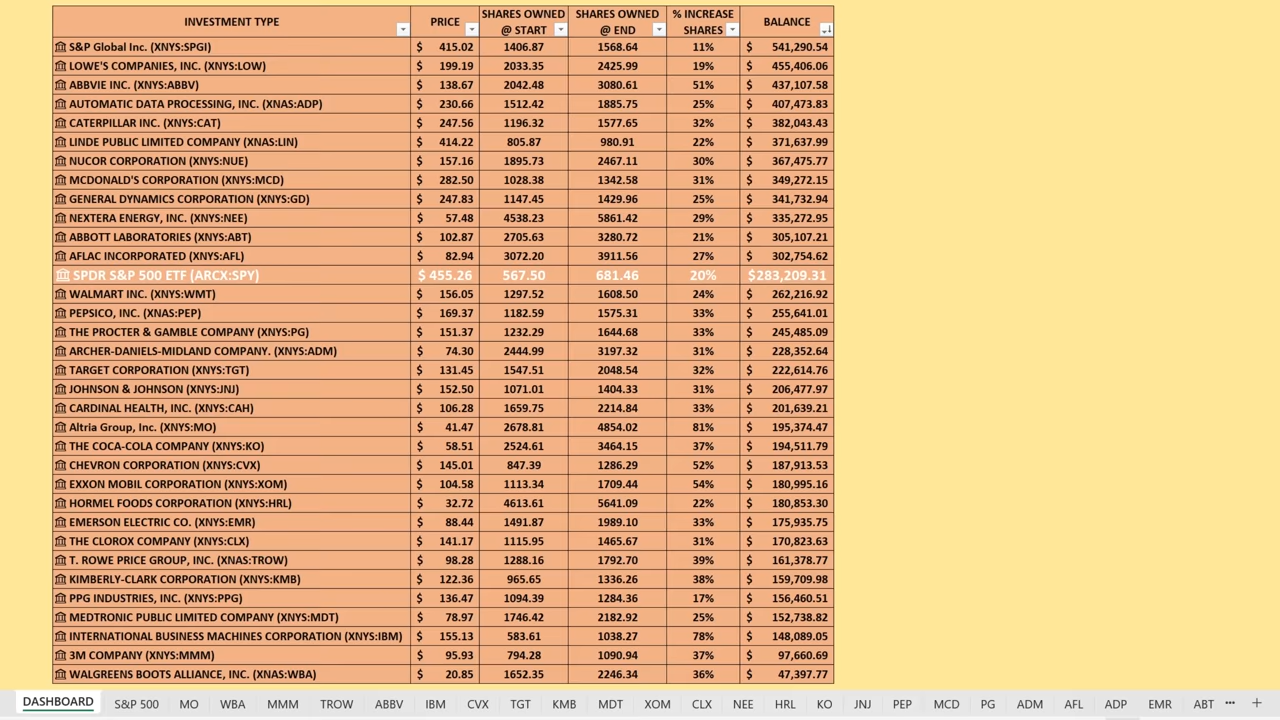 INVESTMENT TYPE PRICE SHARES OWNED @ START SHARES OWNED @ END % INCREASE SHARES BALANCE
S&P Global Inc. (XNYS:SPGI) $ 415.02 1406.87 1568.64 11% $ 541,290.54
LOWE'S COMPANIES, INC. (XNYS:LOW) $ 199.19 2033.35 2425.99 19% $ 455,406.06
ABBVIE INC. (XNYS:ABBV) $ 138.67 2042.48 3080.61 51% $ 437,107.58
AUTOMATIC DATA PROCESSING, INC. (XNAS:ADP) $ 230.66 1512.42 1885.75 25% $ 407,473.83
CATERPILLAR INC. (XNYS:CAT) $ 247.56 1196.32 1577.65 32% $ 382,043.43
LINDE PUBLIC LIMITED COMPANY (XNAS:LIN) $ 414.22 805.87 980.91 22% $ 371,637.99
NUCOR CORPORATION (XNYS:NUE) $ 157.16 1895.73 2467.11 30% $ 367,475.77
MCDONALD'S CORPORATION (XNYS:MCD) $ 282.50 1028.38 1342.58 31% $ 349,272.15
GENERAL DYNAMICS CORPORATION (XNYS:GD) $ 247.83 1147.45 1429.96 25% $ 341,732.94
NEXTERA ENERGY, INC. (XNYS:NEE) $ 57.48 4538.23 5861.42 29% $ 335,272.95
ABBOTT LABORATORIES (XNYS:ABT) $ 102.87 2705.63 3280.72 21% $ 305,107.21
AFLAC INCORPORATED (XNYS:AFL) $ 82.94 3072.20 3911.56 27% $ 302,754.62
SPDR S&P 500 ETF (ARCX:SPY) $ 455.26 567.50 681.46 20% $283,209.31
WALMART INC. (XNYS:WMT) $ 156.05 1297.52 1608.50 24% $ 262,216.92
PEPSICO, INC. (XNAS:PEP) $ 169.37 1182.59 1575.31 33% $ 255,641.01
THE PROCTER & GAMBLE COMPANY (XNYS:PG) $ 151.37 1232.29 1644.68 33% $ 245,485.09
ARCHER-DANIELS-MIDLAND COMPANY. (XNYS:ADM) $ 74.30 2444.99 3197.32 31% $ 228,352.64
TARGET CORPORATION (XNYS:TGT) $ 131.45 1547.51 2048.54 32% $ 222,614.76
JOHNSON & JOHNSON (XNYS:JNJ) $ 152.50 1071.01 1404.33 31% $ 206,477.97
CARDINAL HEALTH, INC. (XNYS:CAH) $ 106.28 1659.75 2214.84 33% $ 201,639.21
Altria Group, Inc. (XNYS:MO) $ 41.47 2678.81 4854.02 81% $ 195,374.47
THE COCA-COLA COMPANY (XNYS:KO) $ 58.51 2524.61 3464.15 37% $ 194,511.79
CHEVRON CORPORATION (XNYS:CVX) $ 145.01 847.39 1286.29 52% $ 187,913.53
EXXON MOBIL CORPORATION (XNYS:XOM) $ 104.58 1113.34 1709.44 54% $ 180,995.16
HORMEL FOODS CORPORATION (XNYS:HRL) $ 32.72 4613.61 5641.09 22% $ 180,853.30
EMERSON ELECTRIC CO. (XNYS:EMR) $ 88.44 1491.87 1989.10 33% $ 175,935.75
THE CLOROX COMPANY (XNYS:CLX) $ 141.17 1115.95 1465.67 31% $ 170,823.63
T. ROWE PRICE GROUP, INC. (XNAS:TROW) $ 98.28 1288.16 1792.70 39% $ 161,378.77
KIMBERLY-CLARK CORPORATION (XNYS:KMB) $ 122.36 965.65 1336.26 38% $ 159,709.98
PPG INDUSTRIES, INC. (XNYS:PPG) $ 136.47 1094.39 1284.36 17% $ 156,460.51
MEDTRONIC PUBLIC LIMITED COMPANY (XNYS:MDT) $ 78.97 1746.42 2182.92 25% $ 152,738.82
INTERNATIONAL BUSINESS MACHINES CORPORATION (XNYS:IBM) $ 155.13 583.61 1038.27 78% $ 148,089.05
3M COMPANY (XNYS:MMM) $ 95.93 794.28 1090.94 37% $ 97,660.69
WALGREENS BOOTS ALLIANCE, INC. (XNAS:WBA) $ 20.85 1652.35 2246.34 36% $ 47,397.77
DASHBOARD S&P 500 MO WBA MMM TROW ABBV IBM CVX TGT KMB MDT XOM CLX NEE HRL KO JNJ PEP MCD PG ADM AFL ADP EMR ABT ... +